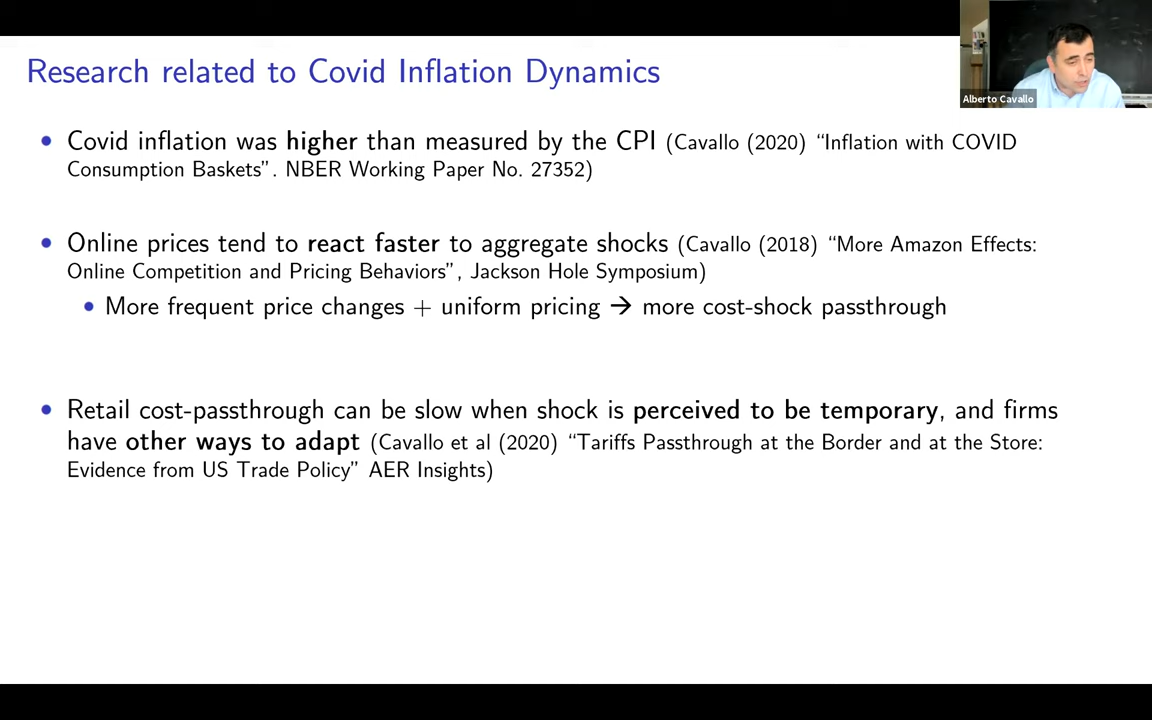 Research related to Covid Inflation Dynamics
Alberto Cavallo
• Covid inflation was higher than measured by the CPI (Cavallo (2020) “Inflation with COVID
Consumption Baskets”. NBER Working Paper No. 27352)
• Online prices tend to react faster to aggregate shocks (Cavallo (2018) “More Amazon Effects:
Online Competition and Pricing Behaviors”, Jackson Hole Symposium)
• More frequent price changes + uniform pricing → more cost-shock passthrough
• Retail cost-passthrough can be slow when shock is perceived to be temporary, and firms
have other ways to adapt (Cavallo et al (2020) “Tariffs Passthrough at the Border and at the Store:
Evidence from US Trade Policy” AER Insights)